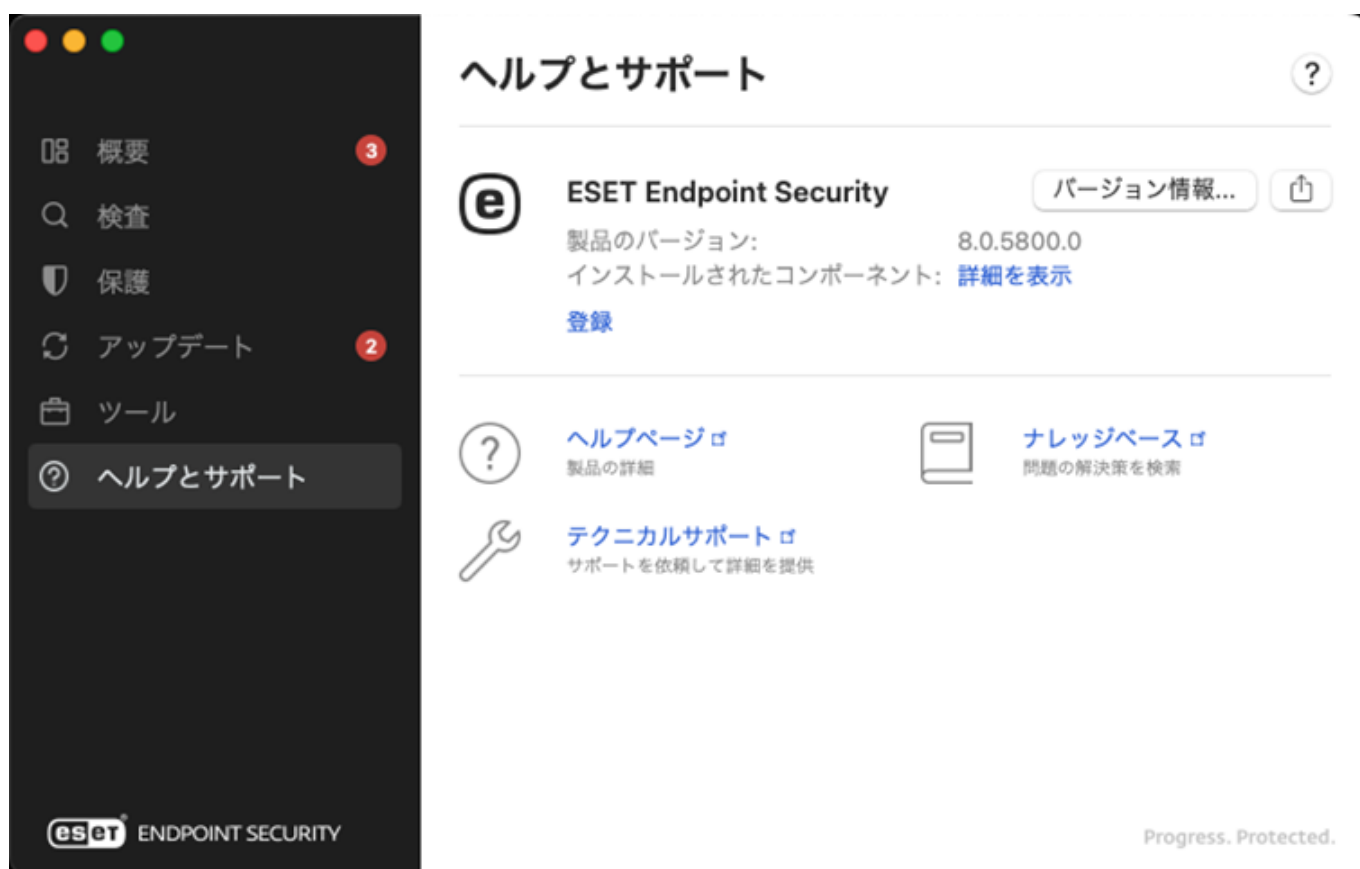 概要 3
検査
保護
アップデート 2
ツール
ヘルプとサポート
eseT ENDPOINT SECURITY
ヘルプとサポート ?
e ESET Endpoint Security バージョン情報...
製品のバージョン: 8.0.5800.0
インストールされたコンポーネント: 詳細を表示
登録
ヘルプページ
製品の詳細
ナレッジベース
問題の解決策を検索
テクニカルサポート
サポートを依頼して詳細を提供
Progress. Protected.